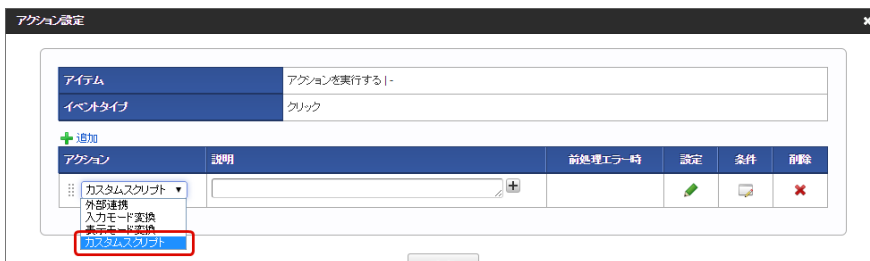 アクション設定
アイテム
アクションを実行する | -
イベントタイプ
クリック
追加
アクション 説明 前処理エラー時 設定 条件 削除
カスタムスクリプト
外部連携
入力モード変換
表示モード変換
カスタムスクリプト